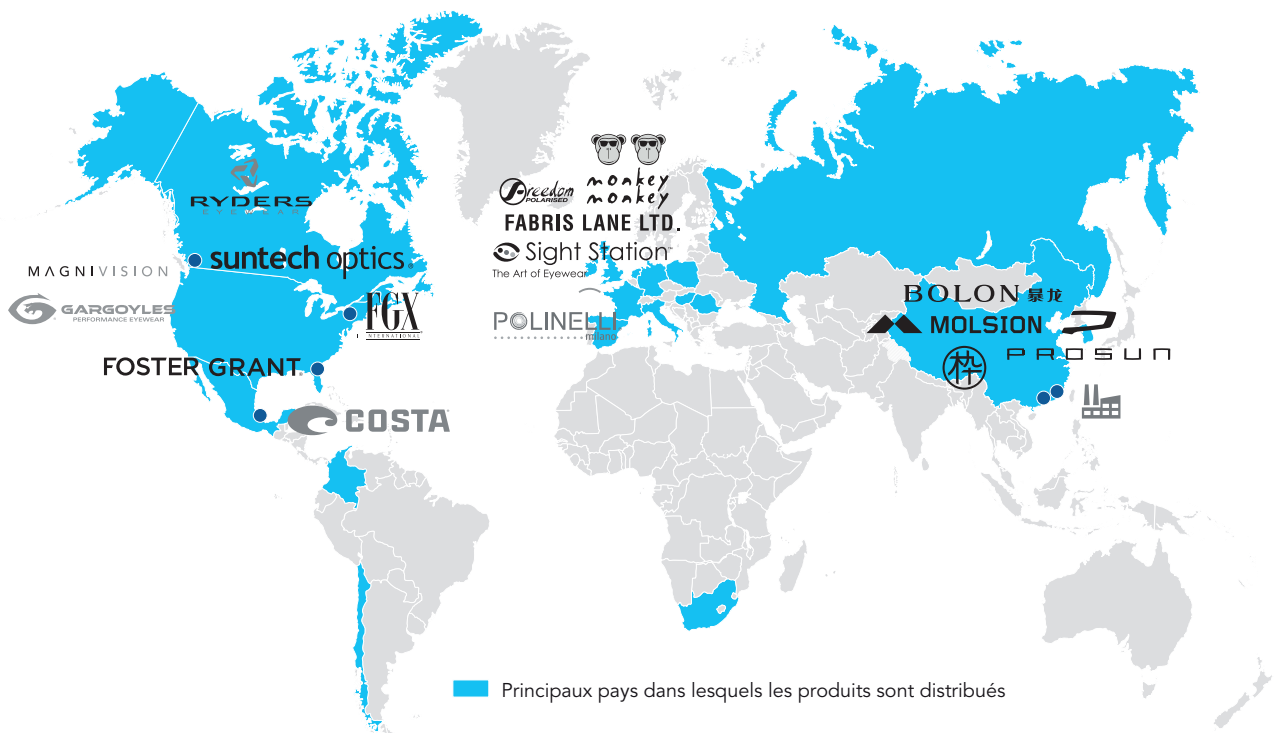 RYDERS
EYEWEAR
suntech optics.
MAGNIVISION
GARGOYLES
PERFORMANCE EYEWEAR
FGX
INTERNATIONAL
FOSTER GRANT
COSTA
monkey
monkey
Freedom
POLARISED
FABRIS LANE LTD.
Sight Station
The Art of Eyewear
POLINELLI
milano
BOLON 暴龙
MOLSION
PROSUN
枠
Principaux pays dans lesquels les produits sont distribués